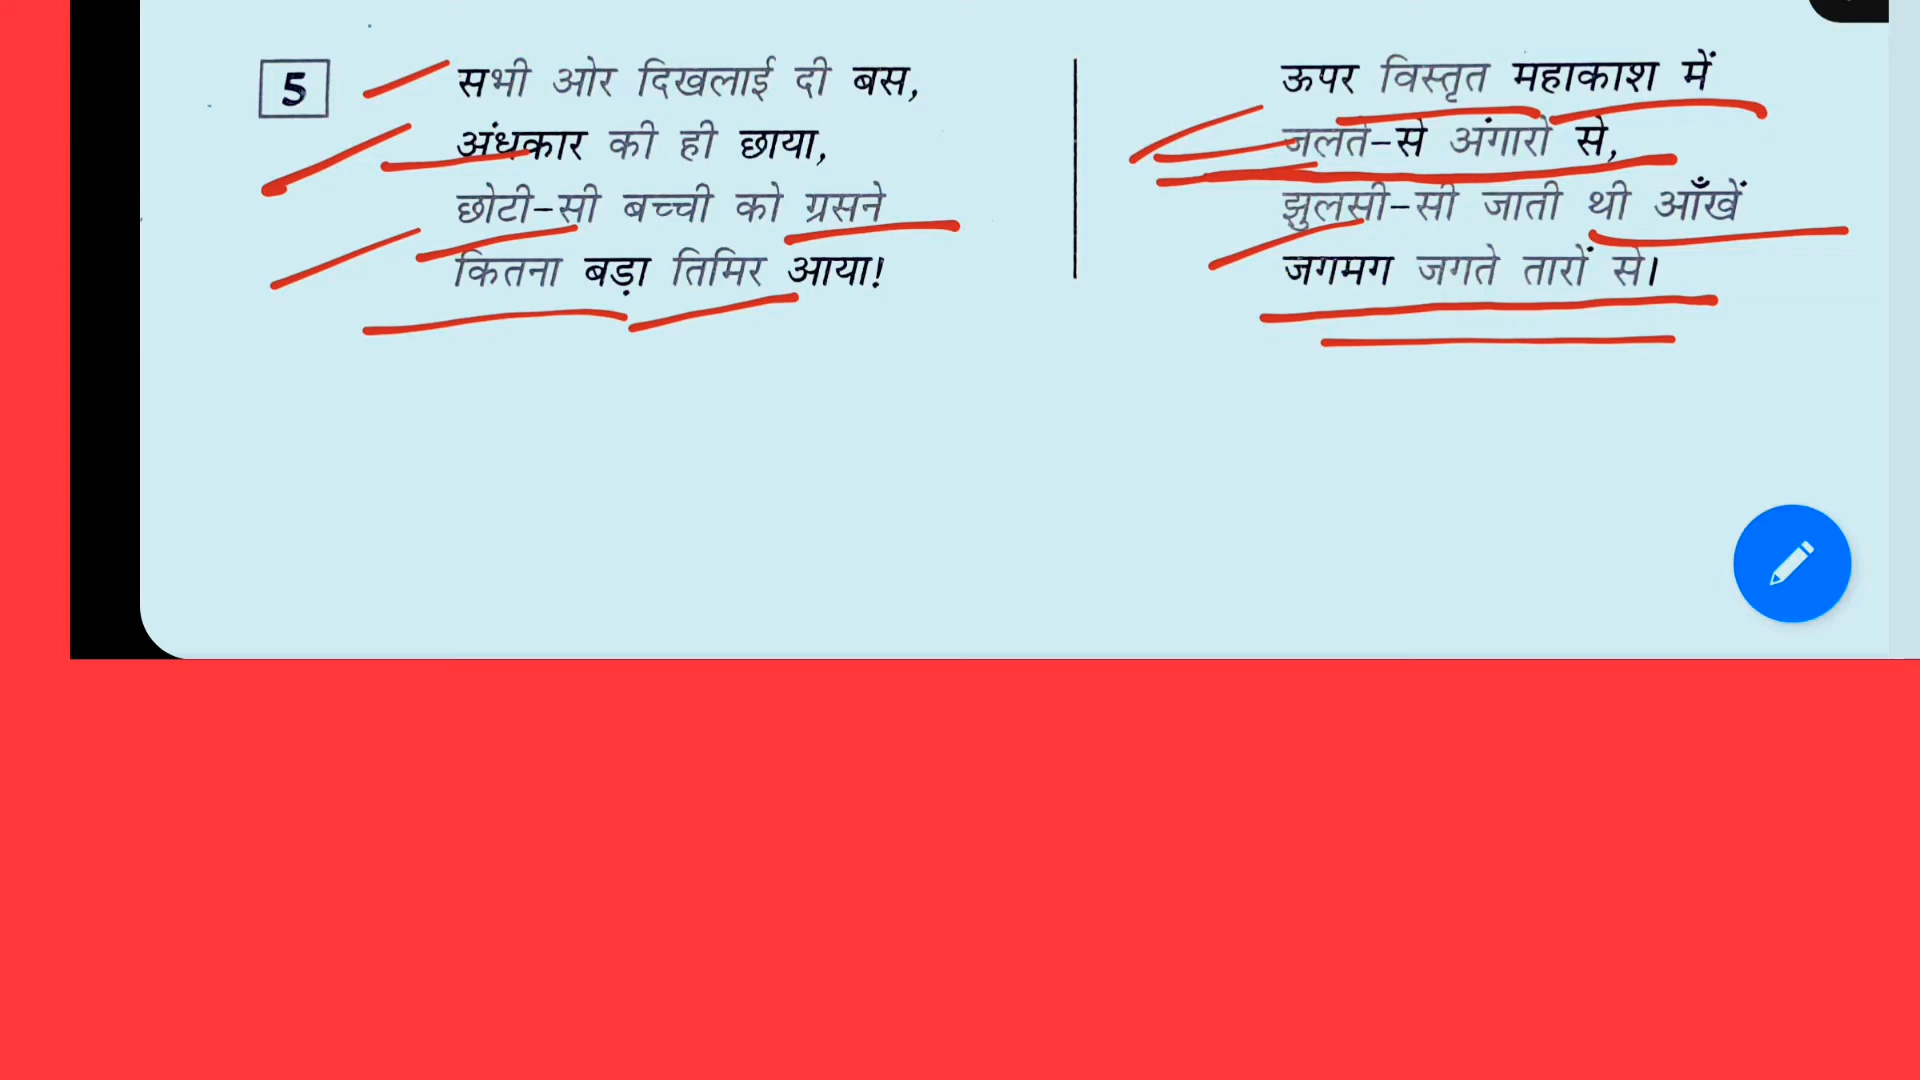 5
सभी ओर दिखलाई दी बस,
अंधकार की ही छाया,
छोटी-सी बच्ची को ग्रसने
कितना बड़ा तिमिर आया!
ऊपर विस्तृत महाकाश में
जलते-से अंगारों से,
झुलसी-सी जाती थी आँखें
जगमग जगते तारों से।